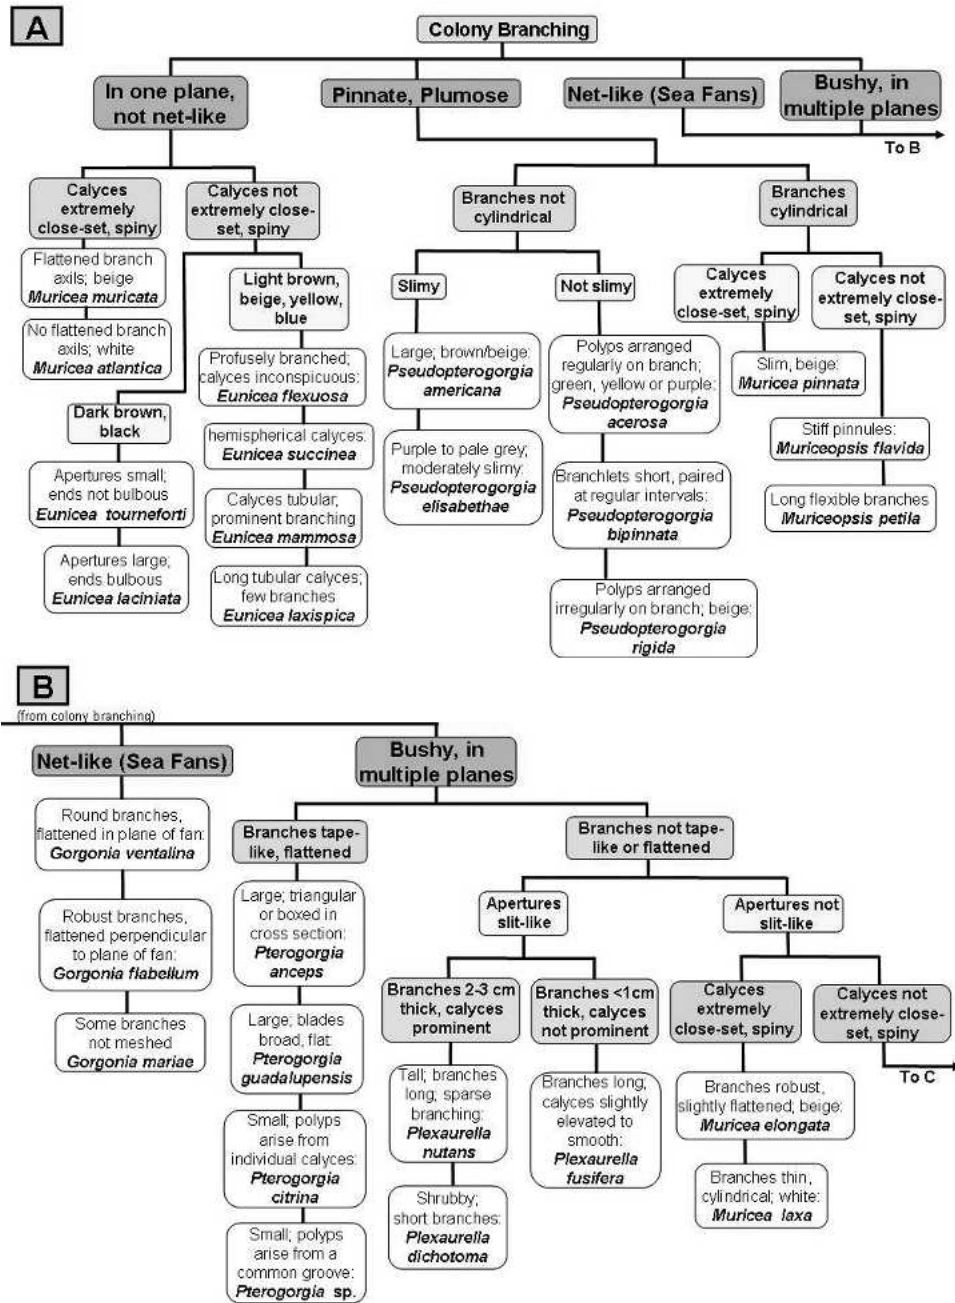 A
Colony Branching
In one plane,
not net-like
Pinnate, Plumose
Net-like (Sea Fans)
Bushy, in
multiple planes
To B
Calyces
extremely
close-set, spiny
Flattened branch
axils; beige
Muricea muricata
No flattened branch
axils; white
Muricea atlantica
Calyces not
extremely close-
set, spiny
Light brown,
beige, yellow,
blue
Profusely branched;
calyces inconspicuous:
Eunicea flexuosa
hemispherical calyces:
Eunicea succinea
Calyces tubular;
prominent branching
Eunicea mammosa
Long tubular calyces;
few branches
Eunicea laxispica
Dark brown,
black
Apertures small;
ends not bulbous
Eunicea tourneforti
Apertures large;
ends bulbous
Eunicea laciniata
Branches not
cylindrical
Slimy
Large; brown/beige:
Pseudopterogorgia
americana
Purple to pale grey;
moderately slimy:
Pseudopterogorgia
elisabethae
Not slimy
Polyps arranged
regularly on branch;
green, yellow or purple:
Pseudopterogorgia
acerosa
Branchlets short, paired
at regular intervals:
Pseudopterogorgia
bipinnata
Polyps arranged
irregularly on branch; beige:
Pseudopterogorgia
rigida
Branches
cylindrical
Calyces
extremely
close-set, spiny
Slim, beige:
Muricea pinnata
Calyces not
extremely close-
set, spiny
Stiff pinnules:
Muriceopsis flavida
Long flexible branches
Muriceopsis petila
B
(from colony branching)
Net-like (Sea Fans)
Round branches,
flattened in plane of fan:
Gorgonia ventalina
Robust branches,
flattened perpendicular
to plane of fan:
Gorgonia flabellum
Some branches
not meshed
Gorgonia mariae
Bushy, in
multiple planes
Branches tape-
like, flattened
Large; triangular
or boxed in
cross section:
Pterogorgia
anceps
Large; blades
broad, flat:
Pterogorgia
guadalupensis
Small; polyps
arise from
individual calyces:
Pterogorgia
citrina
Small; polyps
arise from a
common groove:
Pterogorgia sp.
Branches not tape-
like or flattened
Apertures
slit-like
Branches 2-3 cm
thick, calyces
prominent
Tall; branches
long; sparse
branching:
Plexaurella
nutans
Shrubby;
short branches:
Plexaurella
dichotoma
Branches <1cm
thick, calyces
not prominent
Branches long;
calyces slightly
elevated to
smooth:
Plexaurella
fusifera
Apertures not
slit-like
Calyces
extremely
close-set, spiny
Branches robust,
slightly flattened; beige:
Muricea elongata
Branches thin,
cylindrical; white:
Muricea laxa
Calyces not
extremely close-
set, spiny
To C